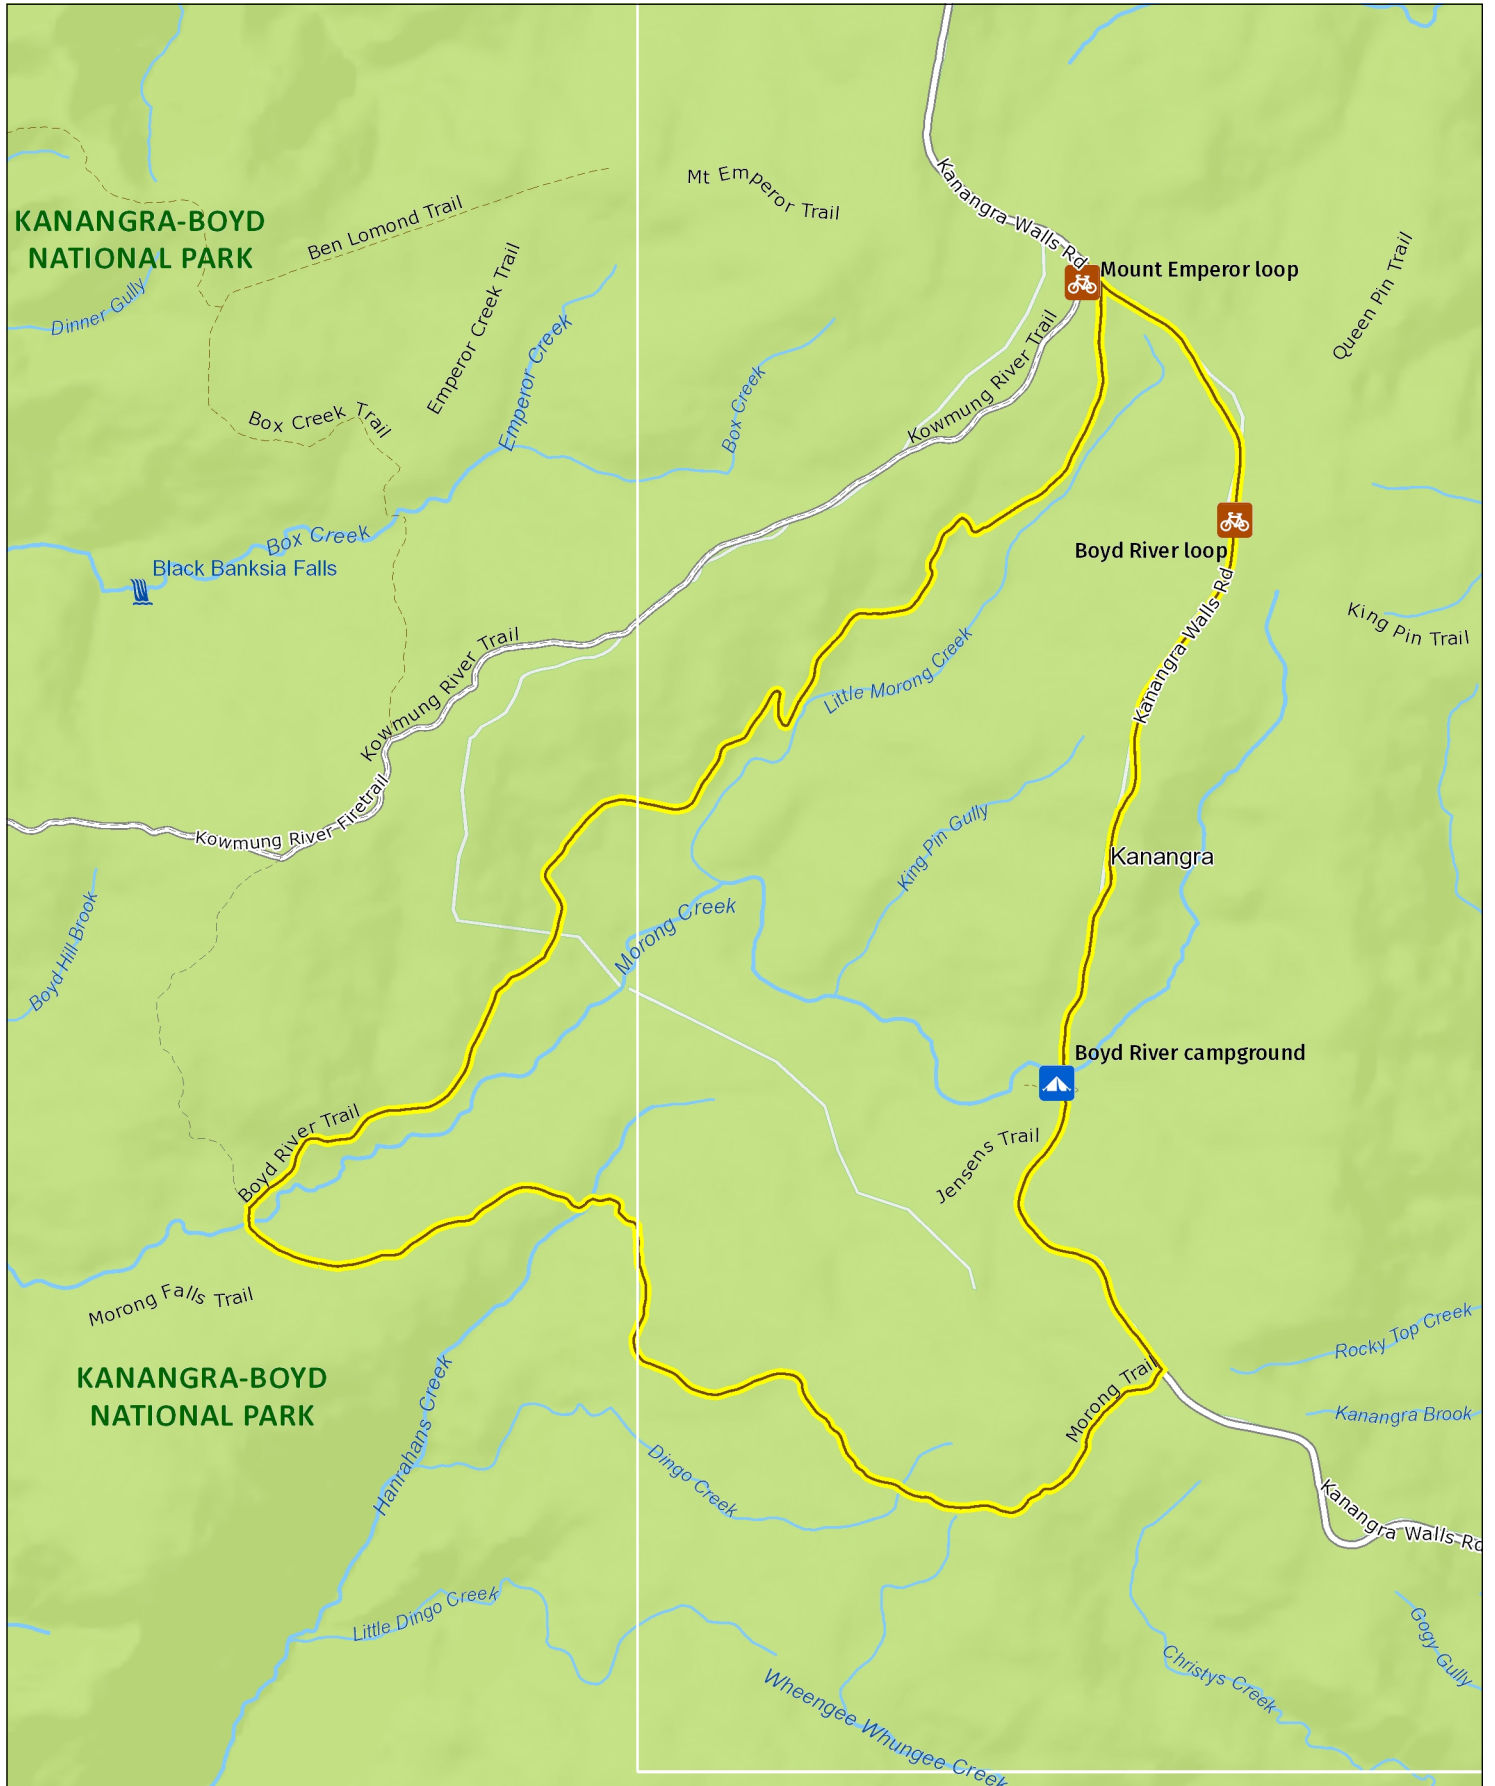 Mt Emperor Trail
Kanangra Walls Rd
KANANGRA-BOYD
NATIONAL PARK
Ben Lomond Trail
Mount Emperor loop
Queen Pin Trail
Dinner Gully
Emperor Creek Trail
Emperor Creek
Kowmung River Trail
Box Creek
Box Creek Trail
Box Creek
Black Banksia Falls
Boyd River loop
Kanangra Walls Rd
King Pin Trail
Kowmung River Trail
Little Morong Creek
Kowmung River Firetrail
King Pin Gully
Kanangra
Boyd Hill Brook
Morong Creek
Boyd River campground
Boyd River Trail
Jensens Trail
Morong Falls Trail
Rocky Top Creek
KANANGRA-BOYD
NATIONAL PARK
Hanrahans Creek
Morong Trail
Kanangra Brook
Dingo Creek
Kanangra Walls Rd
Little Dingo Creek
Gogy Gully
Christys Creek
Wheengee Whungee Creek